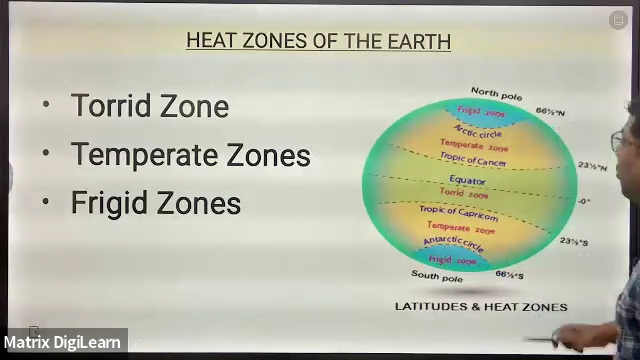 HEAT ZONES OF THE EARTH
• Torrid Zone
• Temperate Zones
• Frigid Zones
North pole
66½°N
Frigid zone
Arctic circle
Temperate zone
Tropic of Cancer
23½°N
Equator
Torrid zone
-0°
Tropic of Capricorn
Temperate zone
23½°S
Antarctic circle
Frigid zone
66½°S
South pole
LATITUDES & HEAT ZONES
Matrix DigiLearn